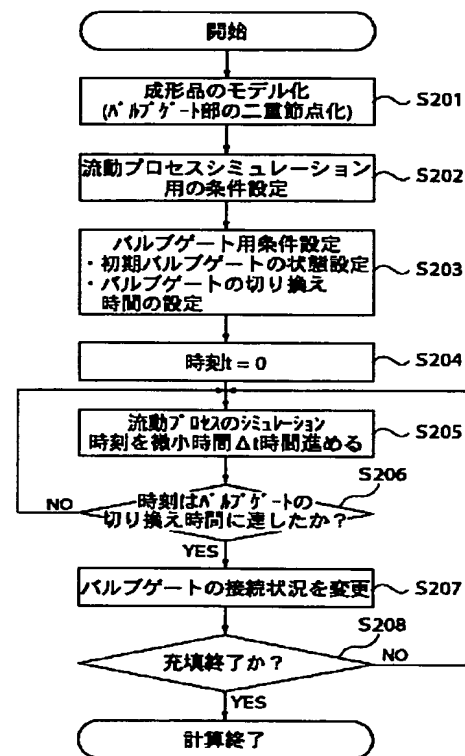 開始
成形品のモデル化
(ﾊﾞﾙﾌﾞｹﾞｰﾄ部の二重節点化)
S201
流動プロセスシミュレーション
用の条件設定
S202
バルブゲート用条件設定
・初期バルブゲートの状態設定
・バルブゲートの切り換え
時間の設定
S203
時刻t = 0
S204
流動ﾌﾟﾛｾｽのｼﾐｭﾚｰｼｮﾝ
時刻を微小時間Δt時間進める
S205
時刻はﾊﾞﾙﾌﾞｹﾞｰﾄの
切り換え時間に達したか？
S206
NO
YES
バルブゲートの接続状況を変更
S207
充填終了か？
S208
NO
YES
計算終了